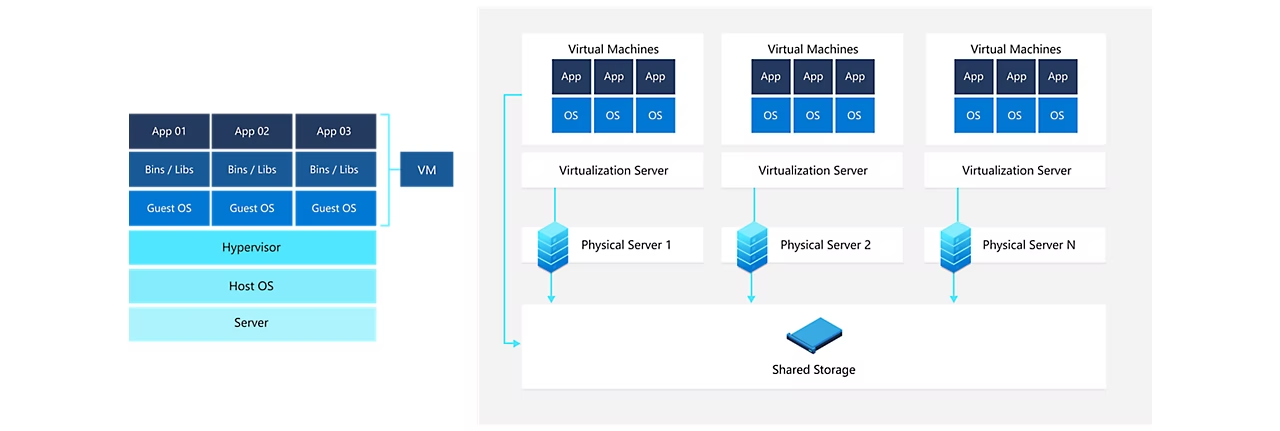 App 01
App 02
App 03
Bins / Libs
Bins / Libs
Bins / Libs
VM
Guest OS
Guest OS
Guest OS
Hypervisor
Host OS
Server
Virtual Machines
App App App
OS OS OS
Virtualization Server
Physical Server 1
Virtual Machines
App App App
OS OS OS
Virtualization Server
Physical Server 2
Virtual Machines
App App App
OS OS OS
Virtualization Server
Physical Server N
Shared Storage